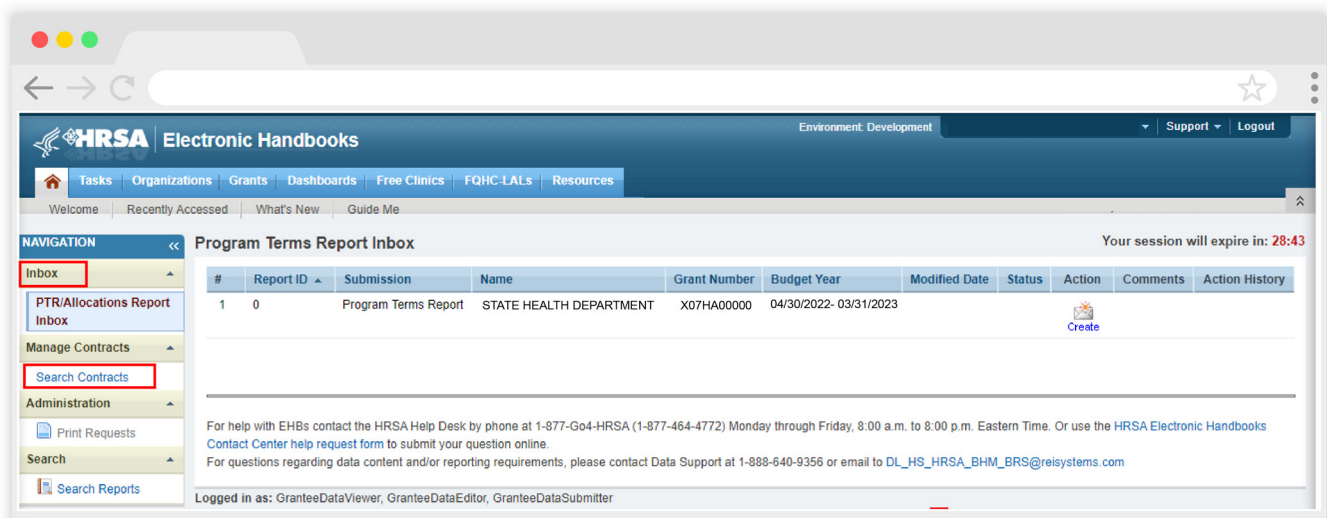 HRSA Electronic Handbooks
Environment: Development
Support Logout
Tasks Organizations Grants Dashboards Free Clinics FQHC-LALs Resources
Welcome Recently Accessed What's New Guide Me
NAVIGATION
Inbox
PTR/Allocations Report
Inbox
Manage Contracts
Search Contracts
Administration
Print Requests
Search
Search Reports
Program Terms Report Inbox
Your session will expire in: 28:43
# Report ID Submission Name Grant Number Budget Year Modified Date Status Action Comments Action History
1 0 Program Terms Report STATE HEALTH DEPARTMENT X07HA00000 04/30/2022- 03/31/2023
Create
For help with EHBs contact the HRSA Help Desk by phone at 1-877-Go4-HRSA (1-877-464-4772) Monday through Friday, 8:00 a.m. to 8:00 p.m. Eastern Time. Or use the HRSA Electronic Handbooks
Contact Center help request form to submit your question online.
For questions regarding data content and/or reporting requirements, please contact Data Support at 1-888-640-9356 or email to DL_HS_HRSA_BHM_BRS@reisystems.com
Logged in as: GranteeDataViewer, GranteeDataEditor, GranteeDataSubmitter